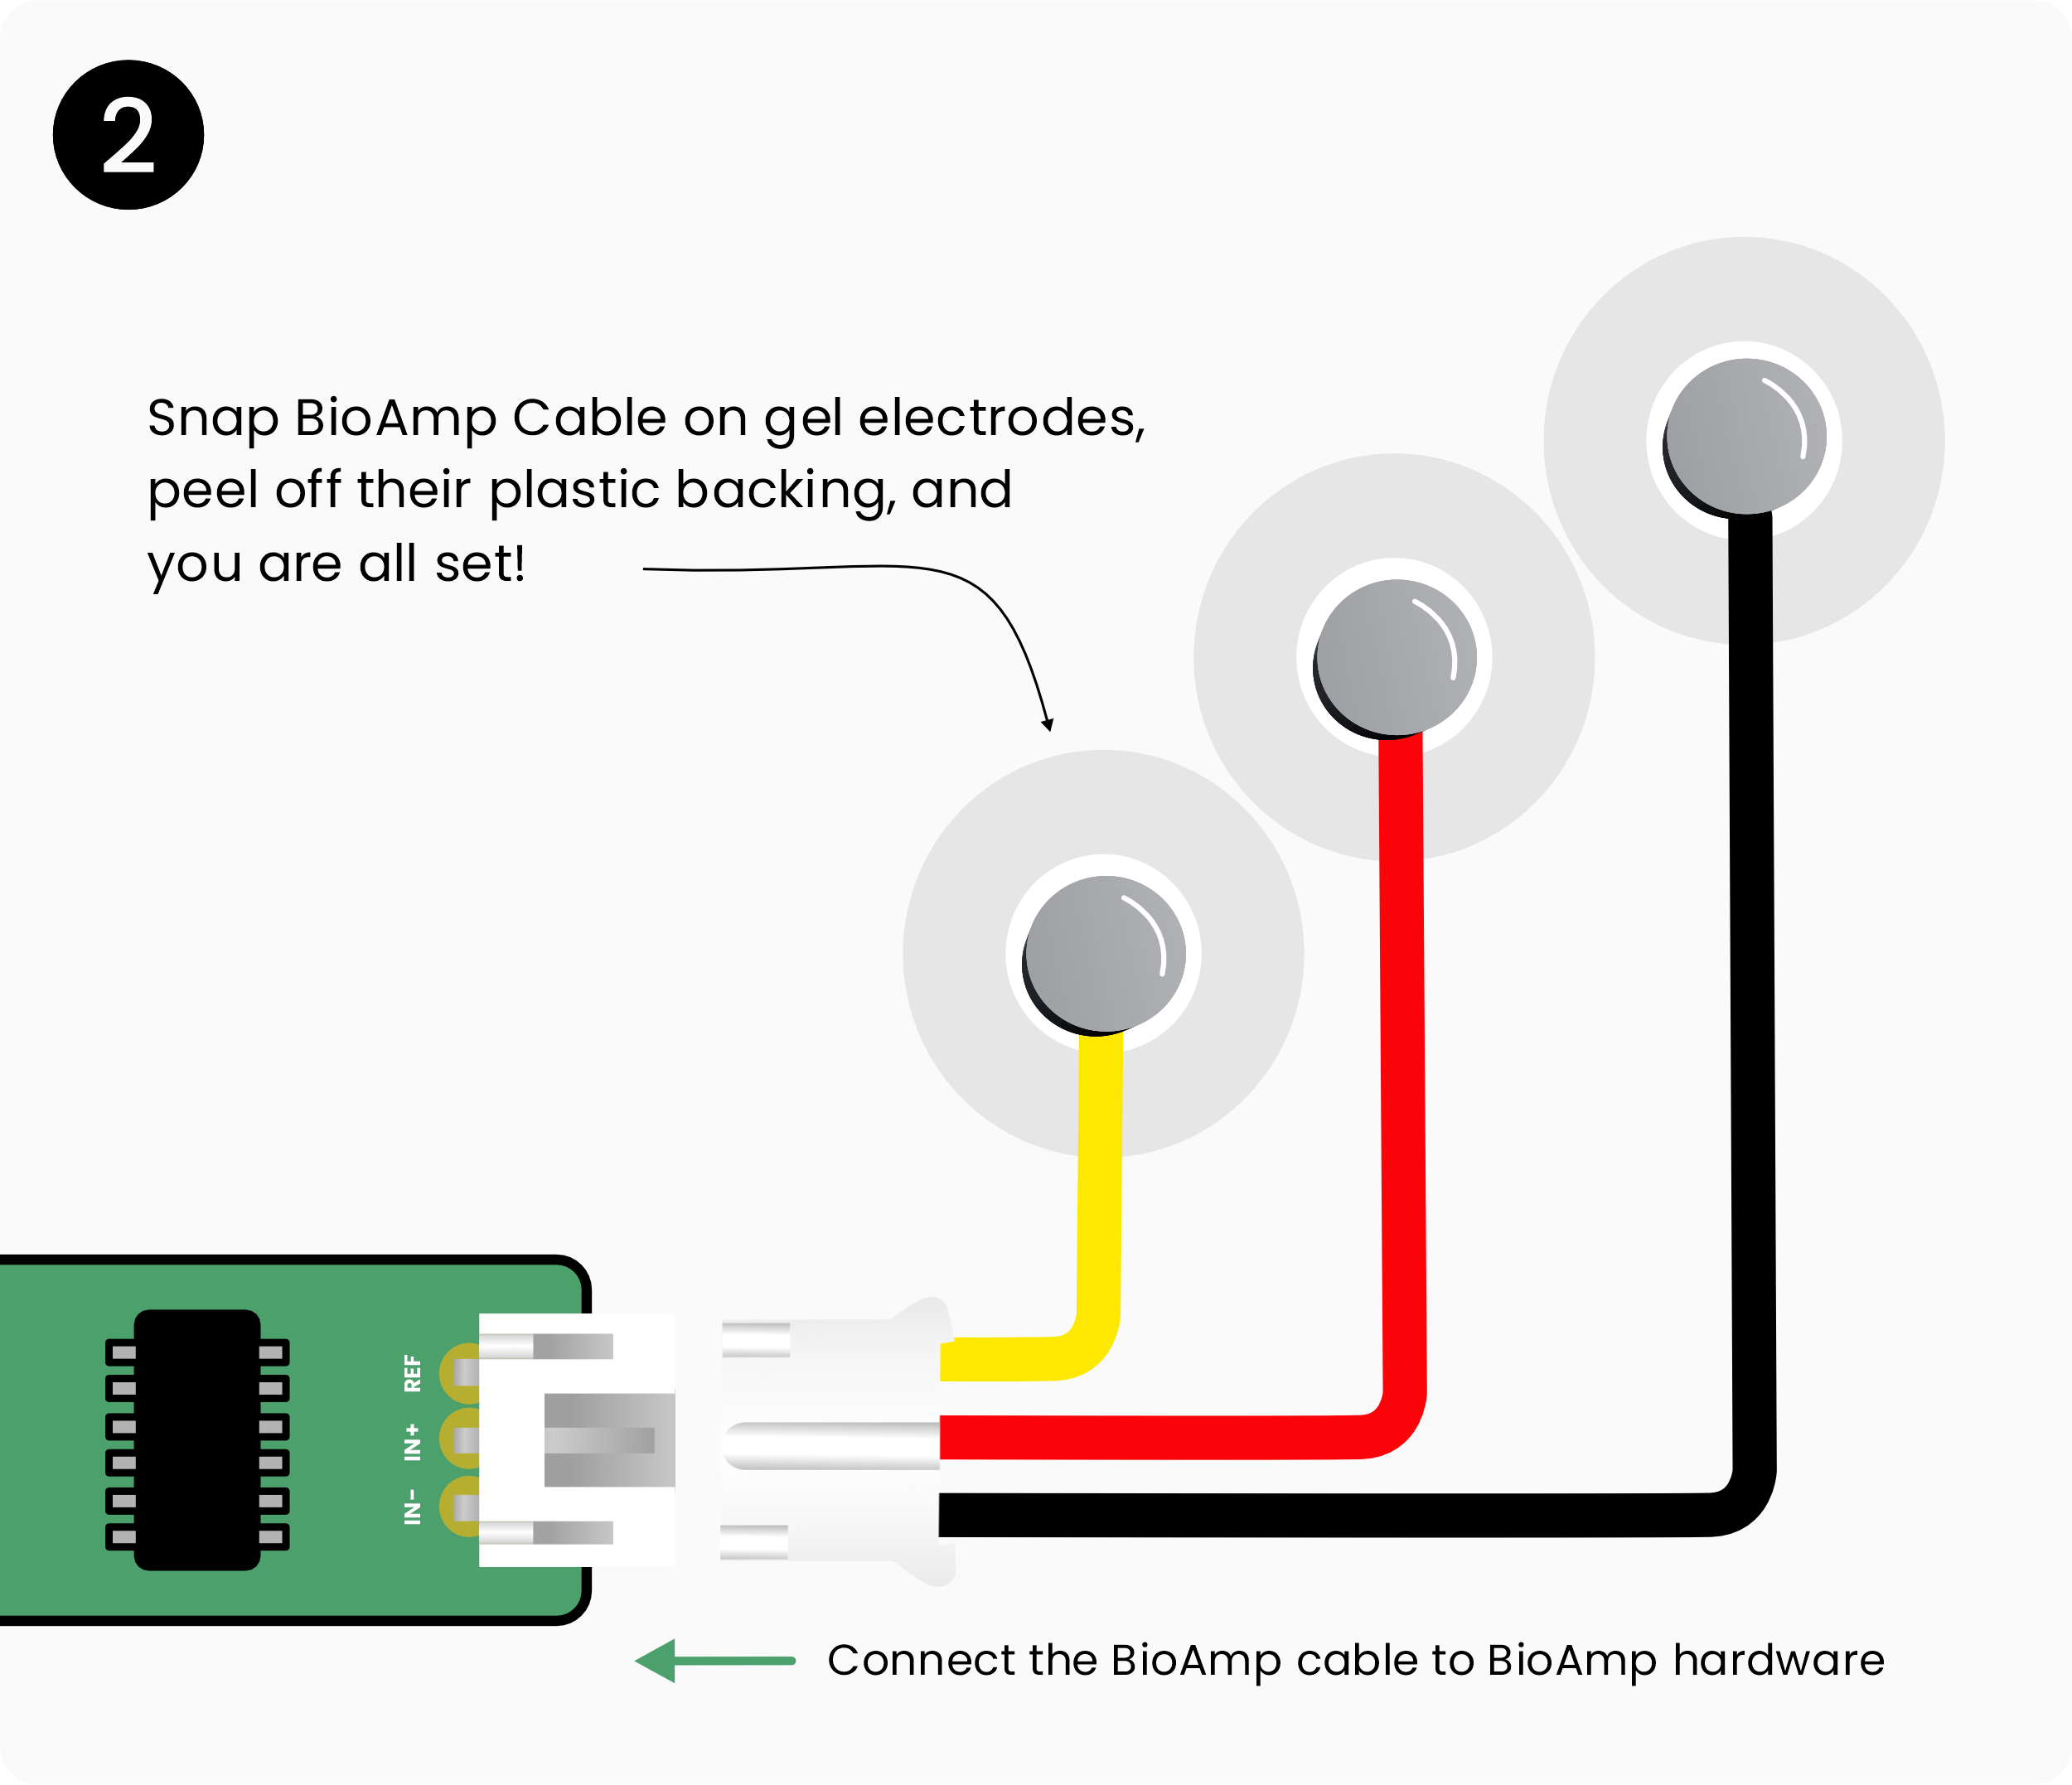 2
Snap BioAmp Cable on gel electrodes,
peel off their plastic backing, and
you are all set!
REF
IN+
IN-
Connect the BioAmp cable to BioAmp hardware